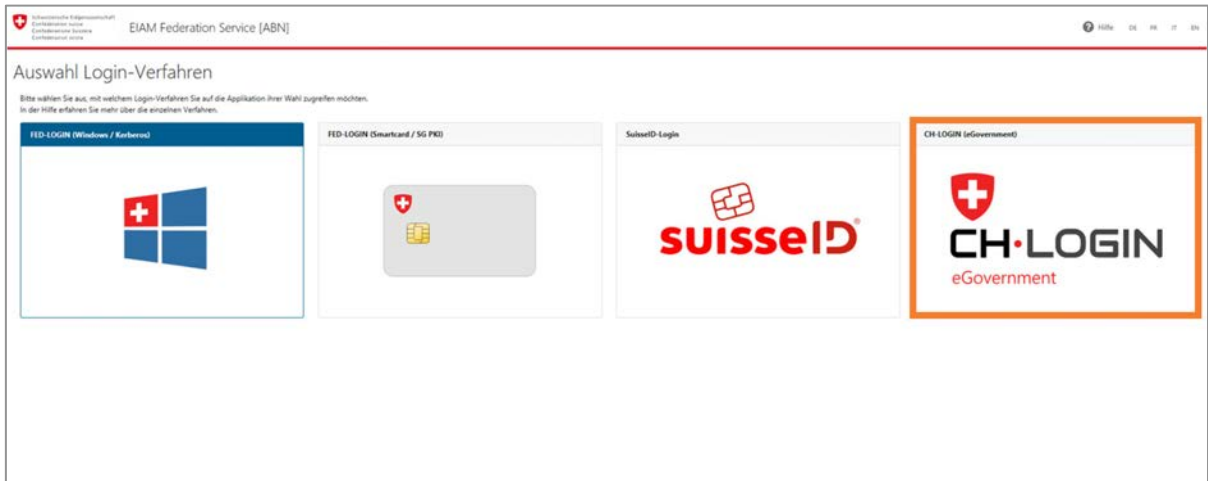 Schweizerische Eidgenossenschaft
Confédération suisse
Confederazione Svizzera
Confederaziun svizra
EIAM Federation Service [ABN]
Hilfe DE FR IT EN
Auswahl Login-Verfahren
Bitte wählen Sie aus, mit welchem Login-Verfahren Sie auf die Applikation ihrer Wahl zugreifen möchten.
In der Hilfe erfahren Sie mehr über die einzelnen Verfahren.
FED-LOGIN (Windows / Kerberos)
FED-LOGIN (Smartcard / SG PKI)
SuisseID-Login
CH-LOGIN (eGovernment)
suisseID®
CH·LOGIN
eGovernment